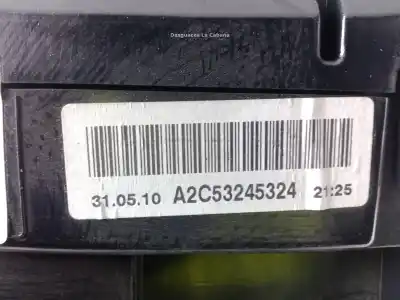 Desguaces La Cabaña
31.05.10 A2C53245324 21:25